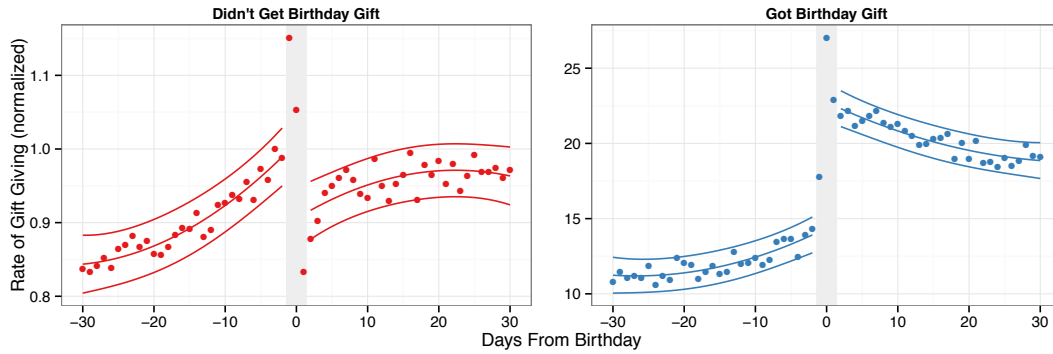 Didn't Get Birthday Gift
Got Birthday Gift
Rate of Gift Giving (normalized)
1.1
1.0
0.9
0.8
25
20
15
10
−30 −20 −10 0 10 20 30
−30 −20 −10 0 10 20 30
Days From Birthday